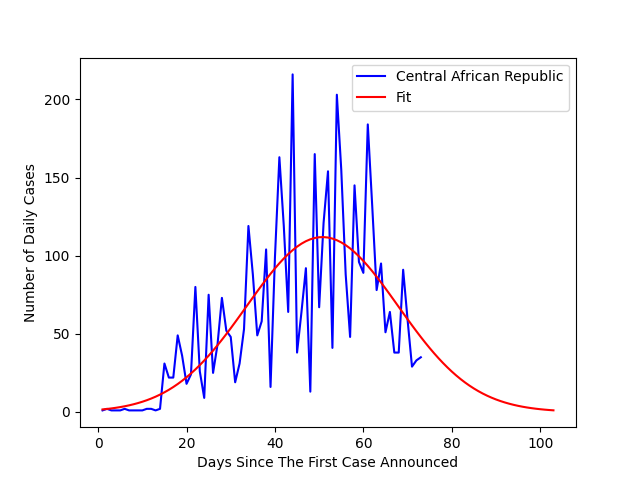 Central African Republic
Fit
Number of Daily Cases
200
150
100
50
0
0 20 40 60 80 100
Days Since The First Case Announced